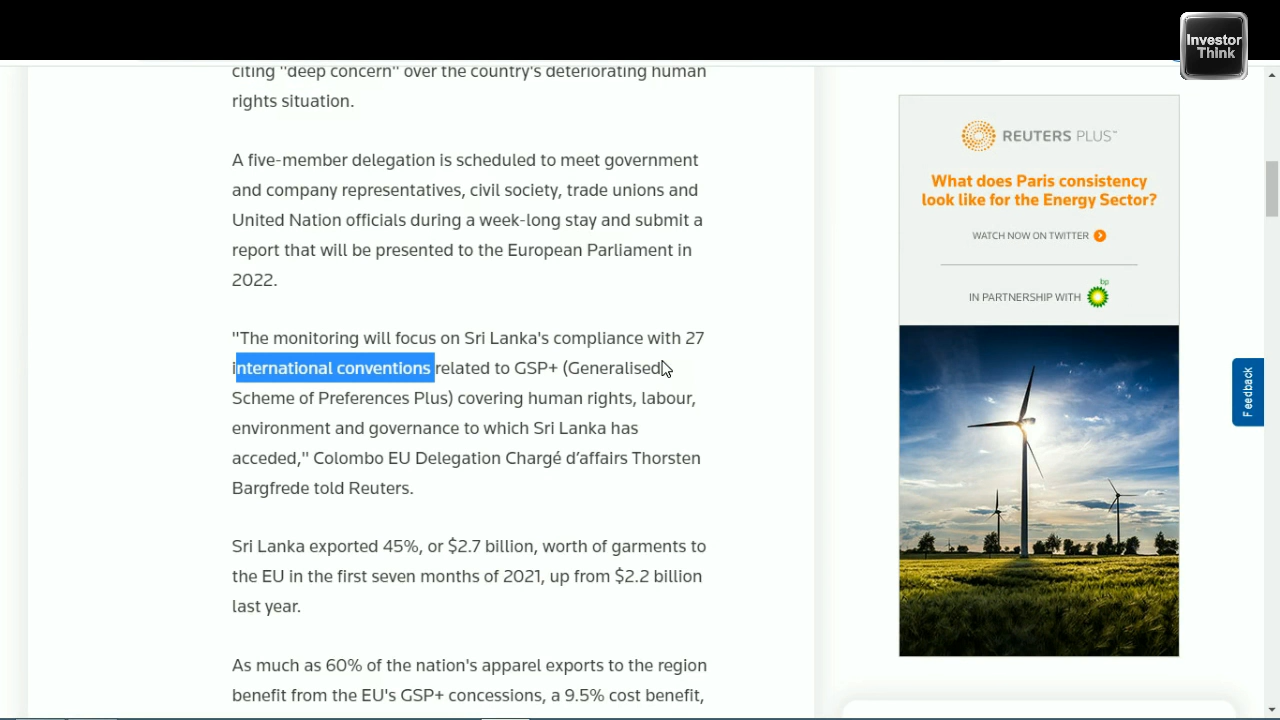 Investor
Think
citing "deep concern" over the country's deteriorating human
rights situation.
A five-member delegation is scheduled to meet government
and company representatives, civil society, trade unions and
United Nation officials during a week-long stay and submit a
report that will be presented to the European Parliament in
2022.
"The monitoring will focus on Sri Lanka's compliance with 27
international conventions related to GSP+ (Generalised
Scheme of Preferences Plus) covering human rights, labour,
environment and governance to which Sri Lanka has
acceded," Colombo EU Delegation Chargé d’affairs Thorsten
Bargfrede told Reuters.
Sri Lanka exported 45%, or $2.7 billion, worth of garments to
the EU in the first seven months of 2021, up from $2.2 billion
last year.
As much as 60% of the nation's apparel exports to the region
benefit from the EU's GSP+ concessions, a 9.5% cost benefit,
REUTERS PLUS™
What does Paris consistency
look like for the Energy Sector?
WATCH NOW ON TWITTER
IN PARTNERSHIP WITH
bp
Feedback